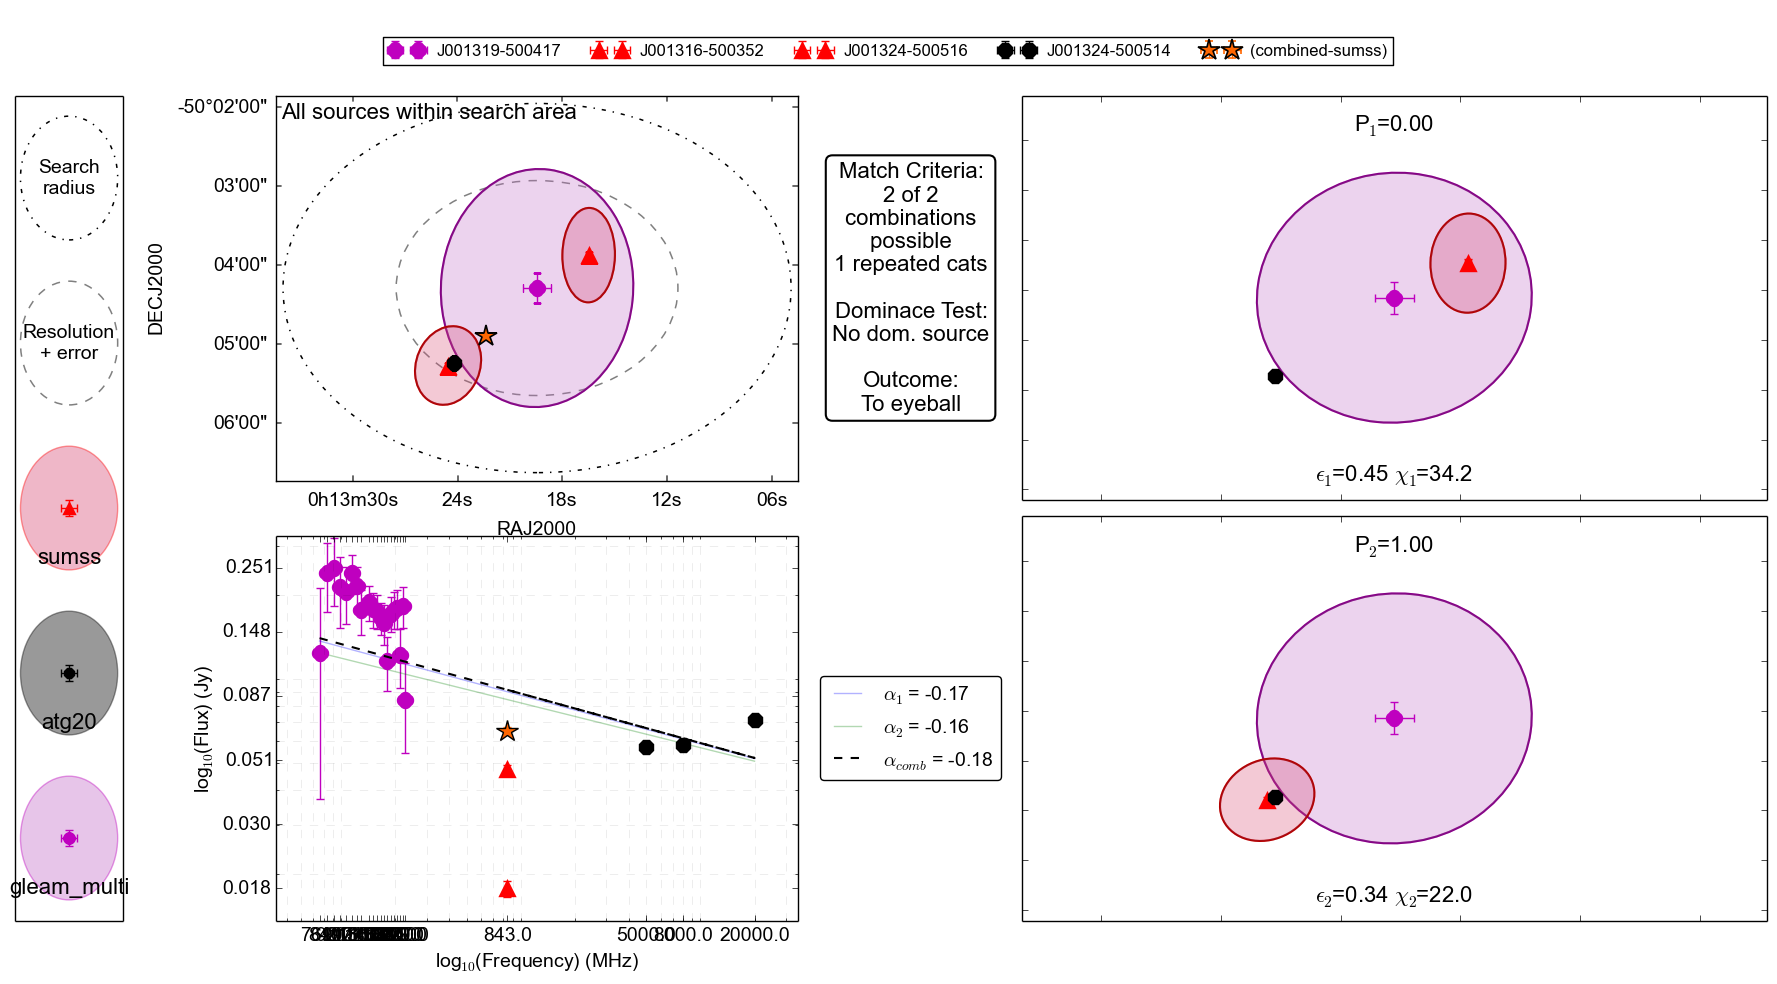 J001319-500417
J001316-500352
J001324-500516
J001324-500514
(combined-sumss)
Search
radius
Resolution
+ error
sumss
atg20
gleam_multi
All sources within search area
-50°02'00"
03'00"
04'00"
05'00"
06'00"
DECJ2000
0h13m30s
24s
18s
12s
06s
RAJ2000
Match Criteria:
2 of 2
combinations
possible
1 repeated cats
Dominace Test:
No dom. source
Outcome:
To eyeball
P1=0.00
ϵ1=0.45 χ1=34.2
P2=1.00
ϵ2=0.34 χ2=22.0
0.251
0.148
0.087
0.051
0.030
0.018
log10(Flux) (Jy)
843.0
5000.0
8000.0
20000.0
log10(Frequency) (MHz)
α1 = -0.17
α2 = -0.16
αcomb = -0.18